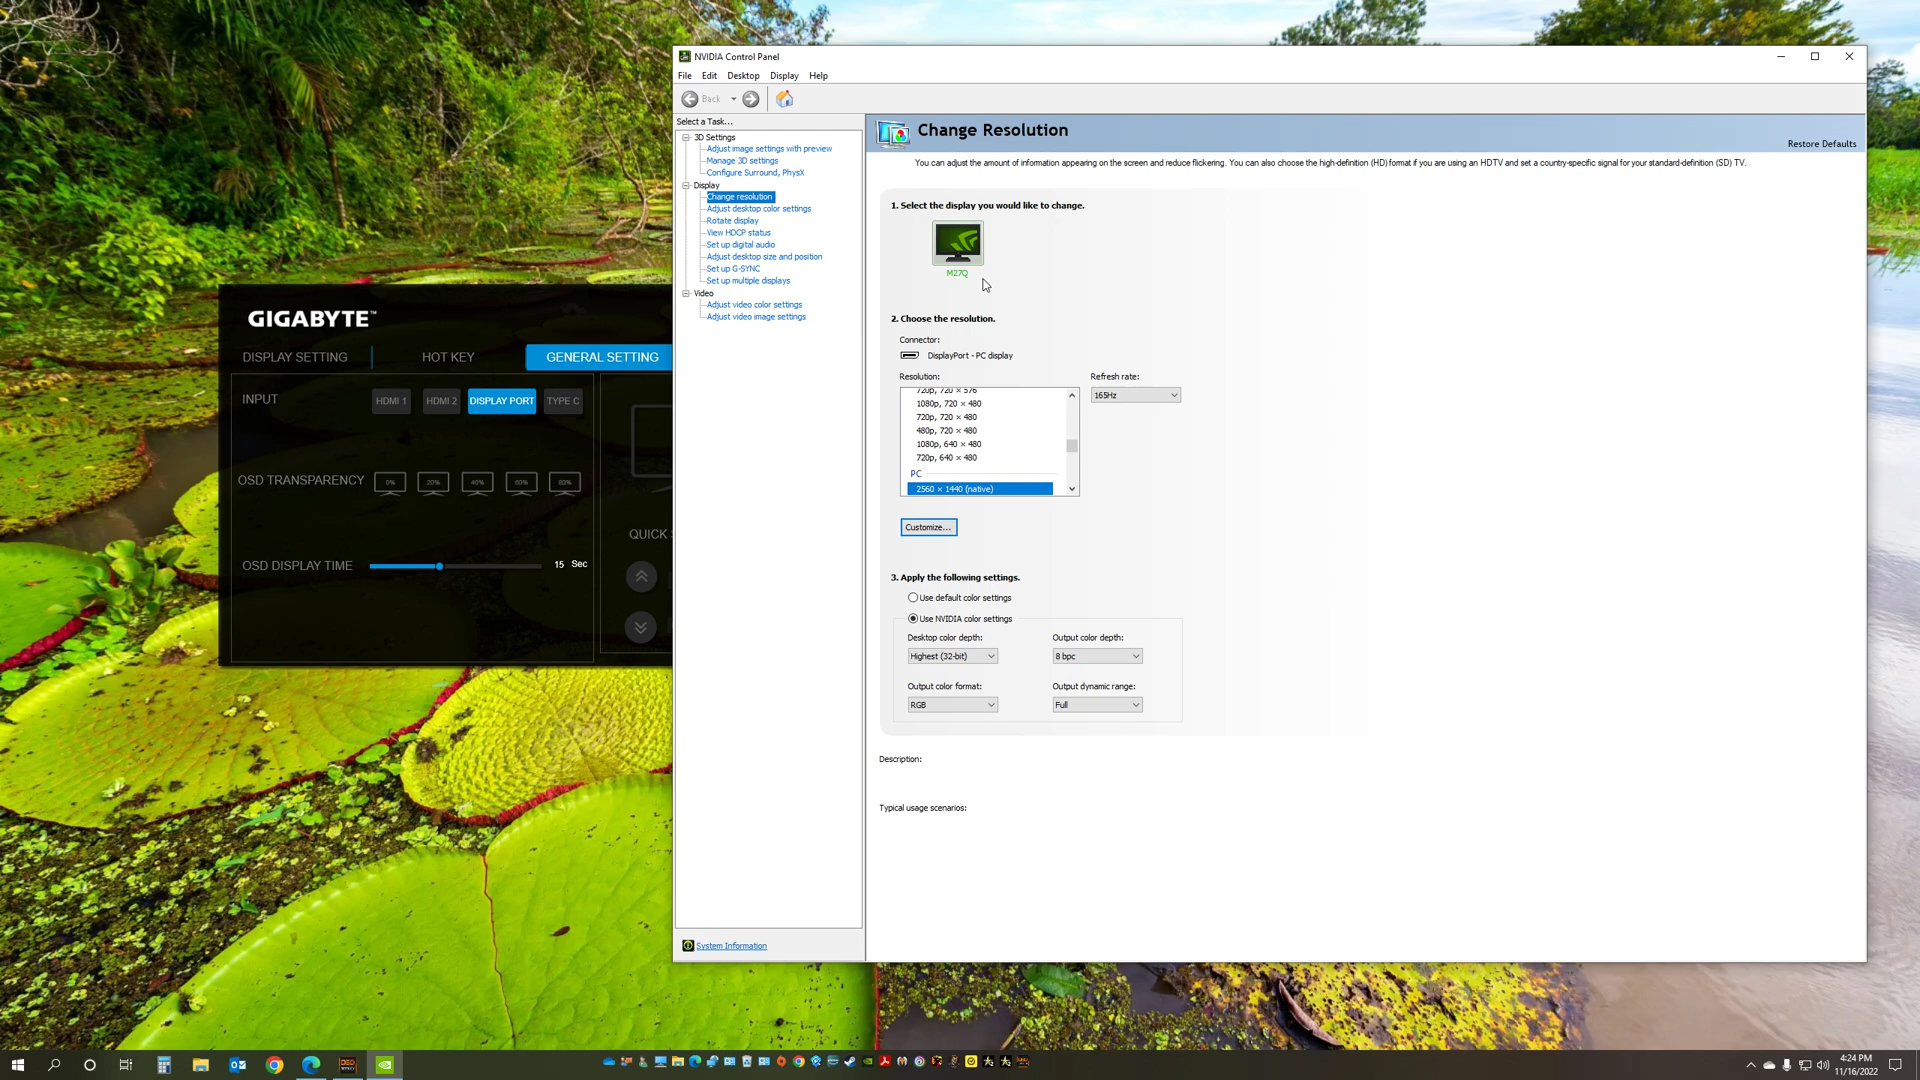 NVIDIA Control Panel
File Edit Desktop Display Help
Back
Select a Task...
3D Settings
Adjust image settings with preview
Manage 3D settings
Configure Surround, PhysX
Display
Change resolution
Adjust desktop color settings
Rotate display
View HDCP status
Set up digital audio
Adjust desktop size and position
Set up G-SYNC
Set up multiple displays
Video
Adjust video color settings
Adjust video image settings
System Information
Change Resolution
Restore Defaults
You can adjust the amount of information appearing on the screen and reduce flickering. You can also choose the high-definition (HD) format if you are using an HDTV and set a country-specific signal for your standard-definition (SD) TV.
1. Select the display you would like to change.
M27Q
2. Choose the resolution.
Connector:
DisplayPort - PC display
Resolution:
Refresh rate:
720p, 720 × 576
165Hz
1080p, 720 × 480
720p, 720 × 480
480p, 720 × 480
1080p, 640 × 480
720p, 640 × 480
PC
2560 × 1440 (native)
Customize...
3. Apply the following settings.
Use default color settings
Use NVIDIA color settings
Desktop color depth: Output color depth:
Highest (32-bit) 8 bpc
Output color format: Output dynamic range:
RGB Full
Description:
Typical usage scenarios:
GIGABYTE™
DISPLAY SETTING HOT KEY GENERAL SETTING
INPUT HDMI 1 HDMI 2 DISPLAY PORT TYPE C
OSD TRANSPARENCY 0% 20% 40% 60% 80%
QUICK
OSD DISPLAY TIME 15 Sec
4:24 PM
11/16/2022